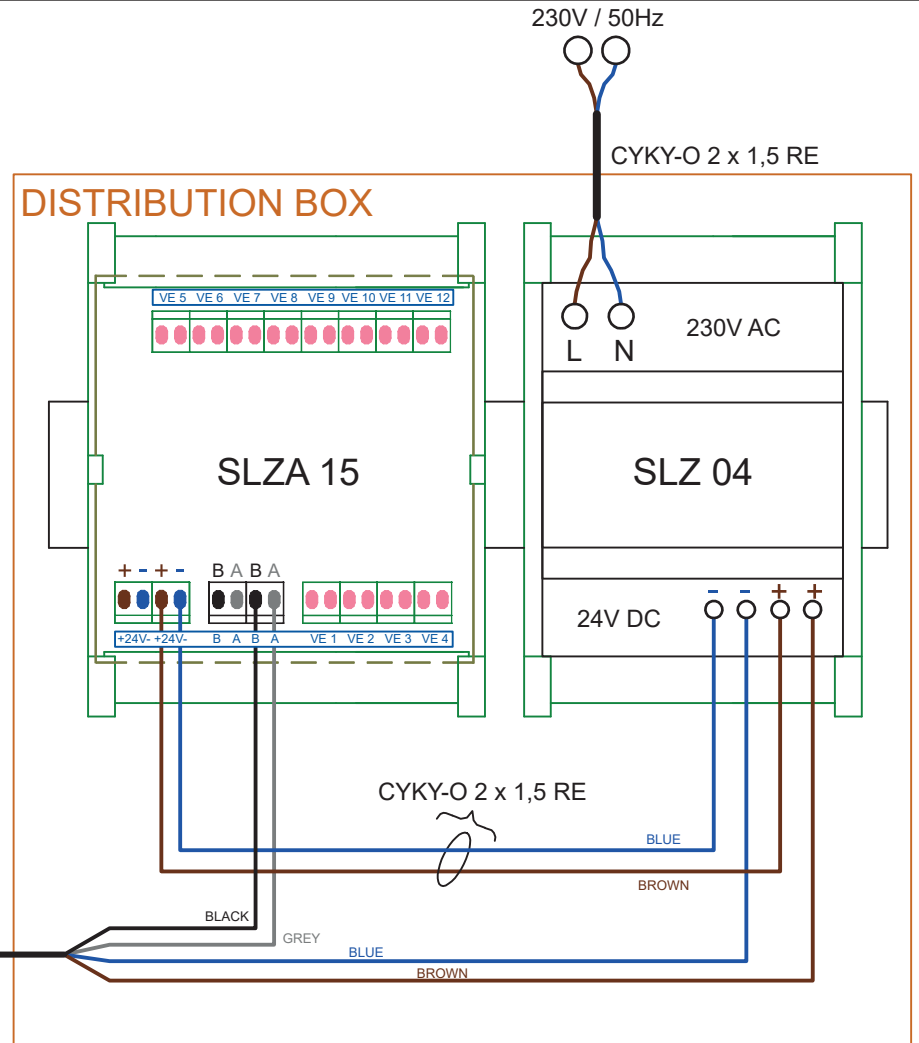 230V / 50Hz
CYKY-O 2 x 1,5 RE
DISTRIBUTION BOX
VE 5 VE 6 VE 7 VE 8 VE 9 VE 10 VE 11 VE 12
230V AC
L N
SLZA 15
SLZ 04
+ - + -
B A B A
- - + +
24V DC
+24V- +24V-
B A B A
VE 1 VE 2 VE 3 VE 4
CYKY-O 2 x 1,5 RE
BLUE
BROWN
BLACK
GREY
BLUE
BROWN